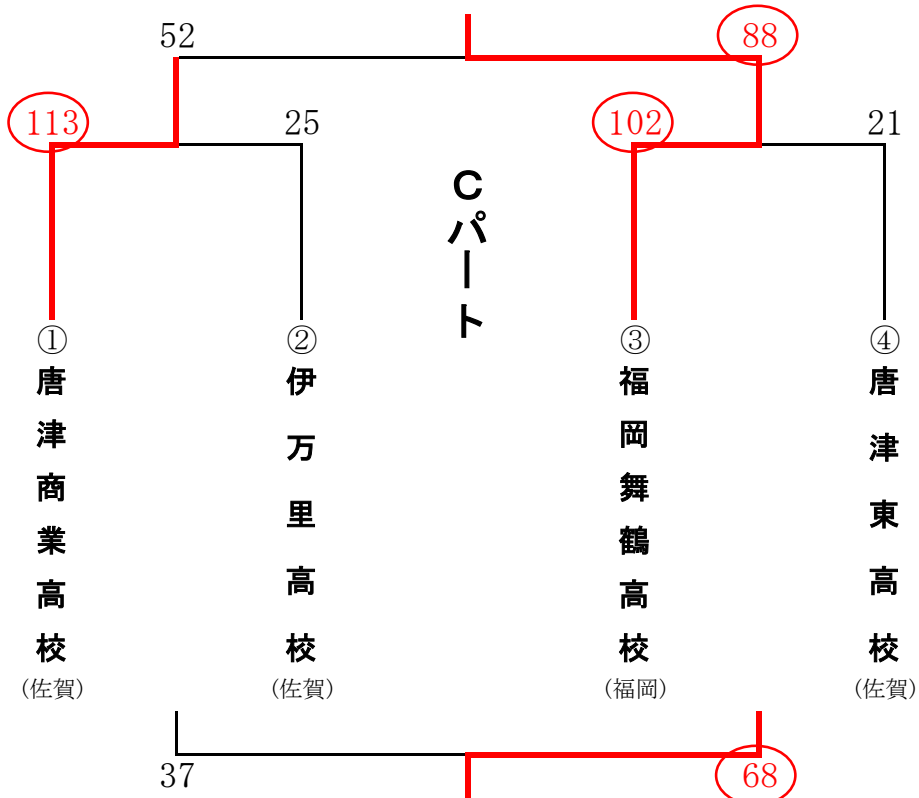 52
88
113
25
102
21
Cパート
①
②
③
④
唐津商業高校
(佐賀)
伊万里高校
(佐賀)
福岡舞鶴高校
(福岡)
唐津東高校
(佐賀)
37
68